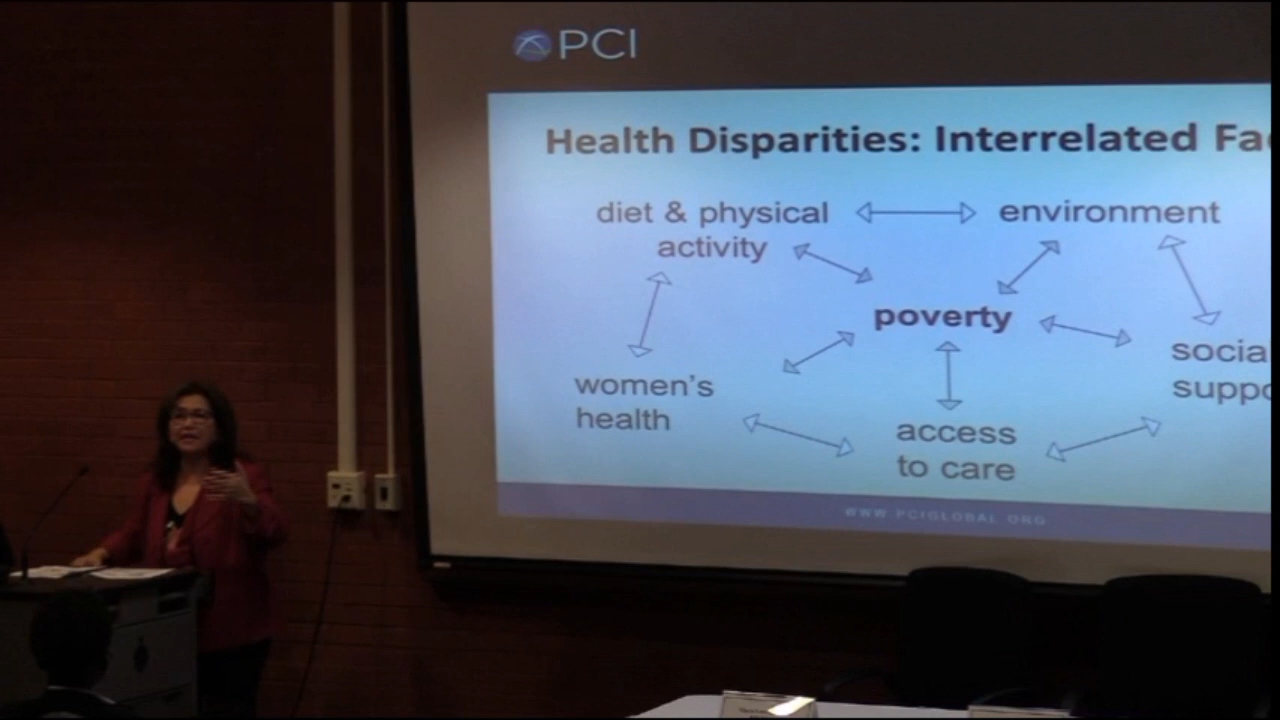 PCI
Health Disparities: Interrelated Fa
diet & physical
activity
environment
poverty
socia
suppo
women's
health
access
to care
WWW.PCIGLOBAL.ORG